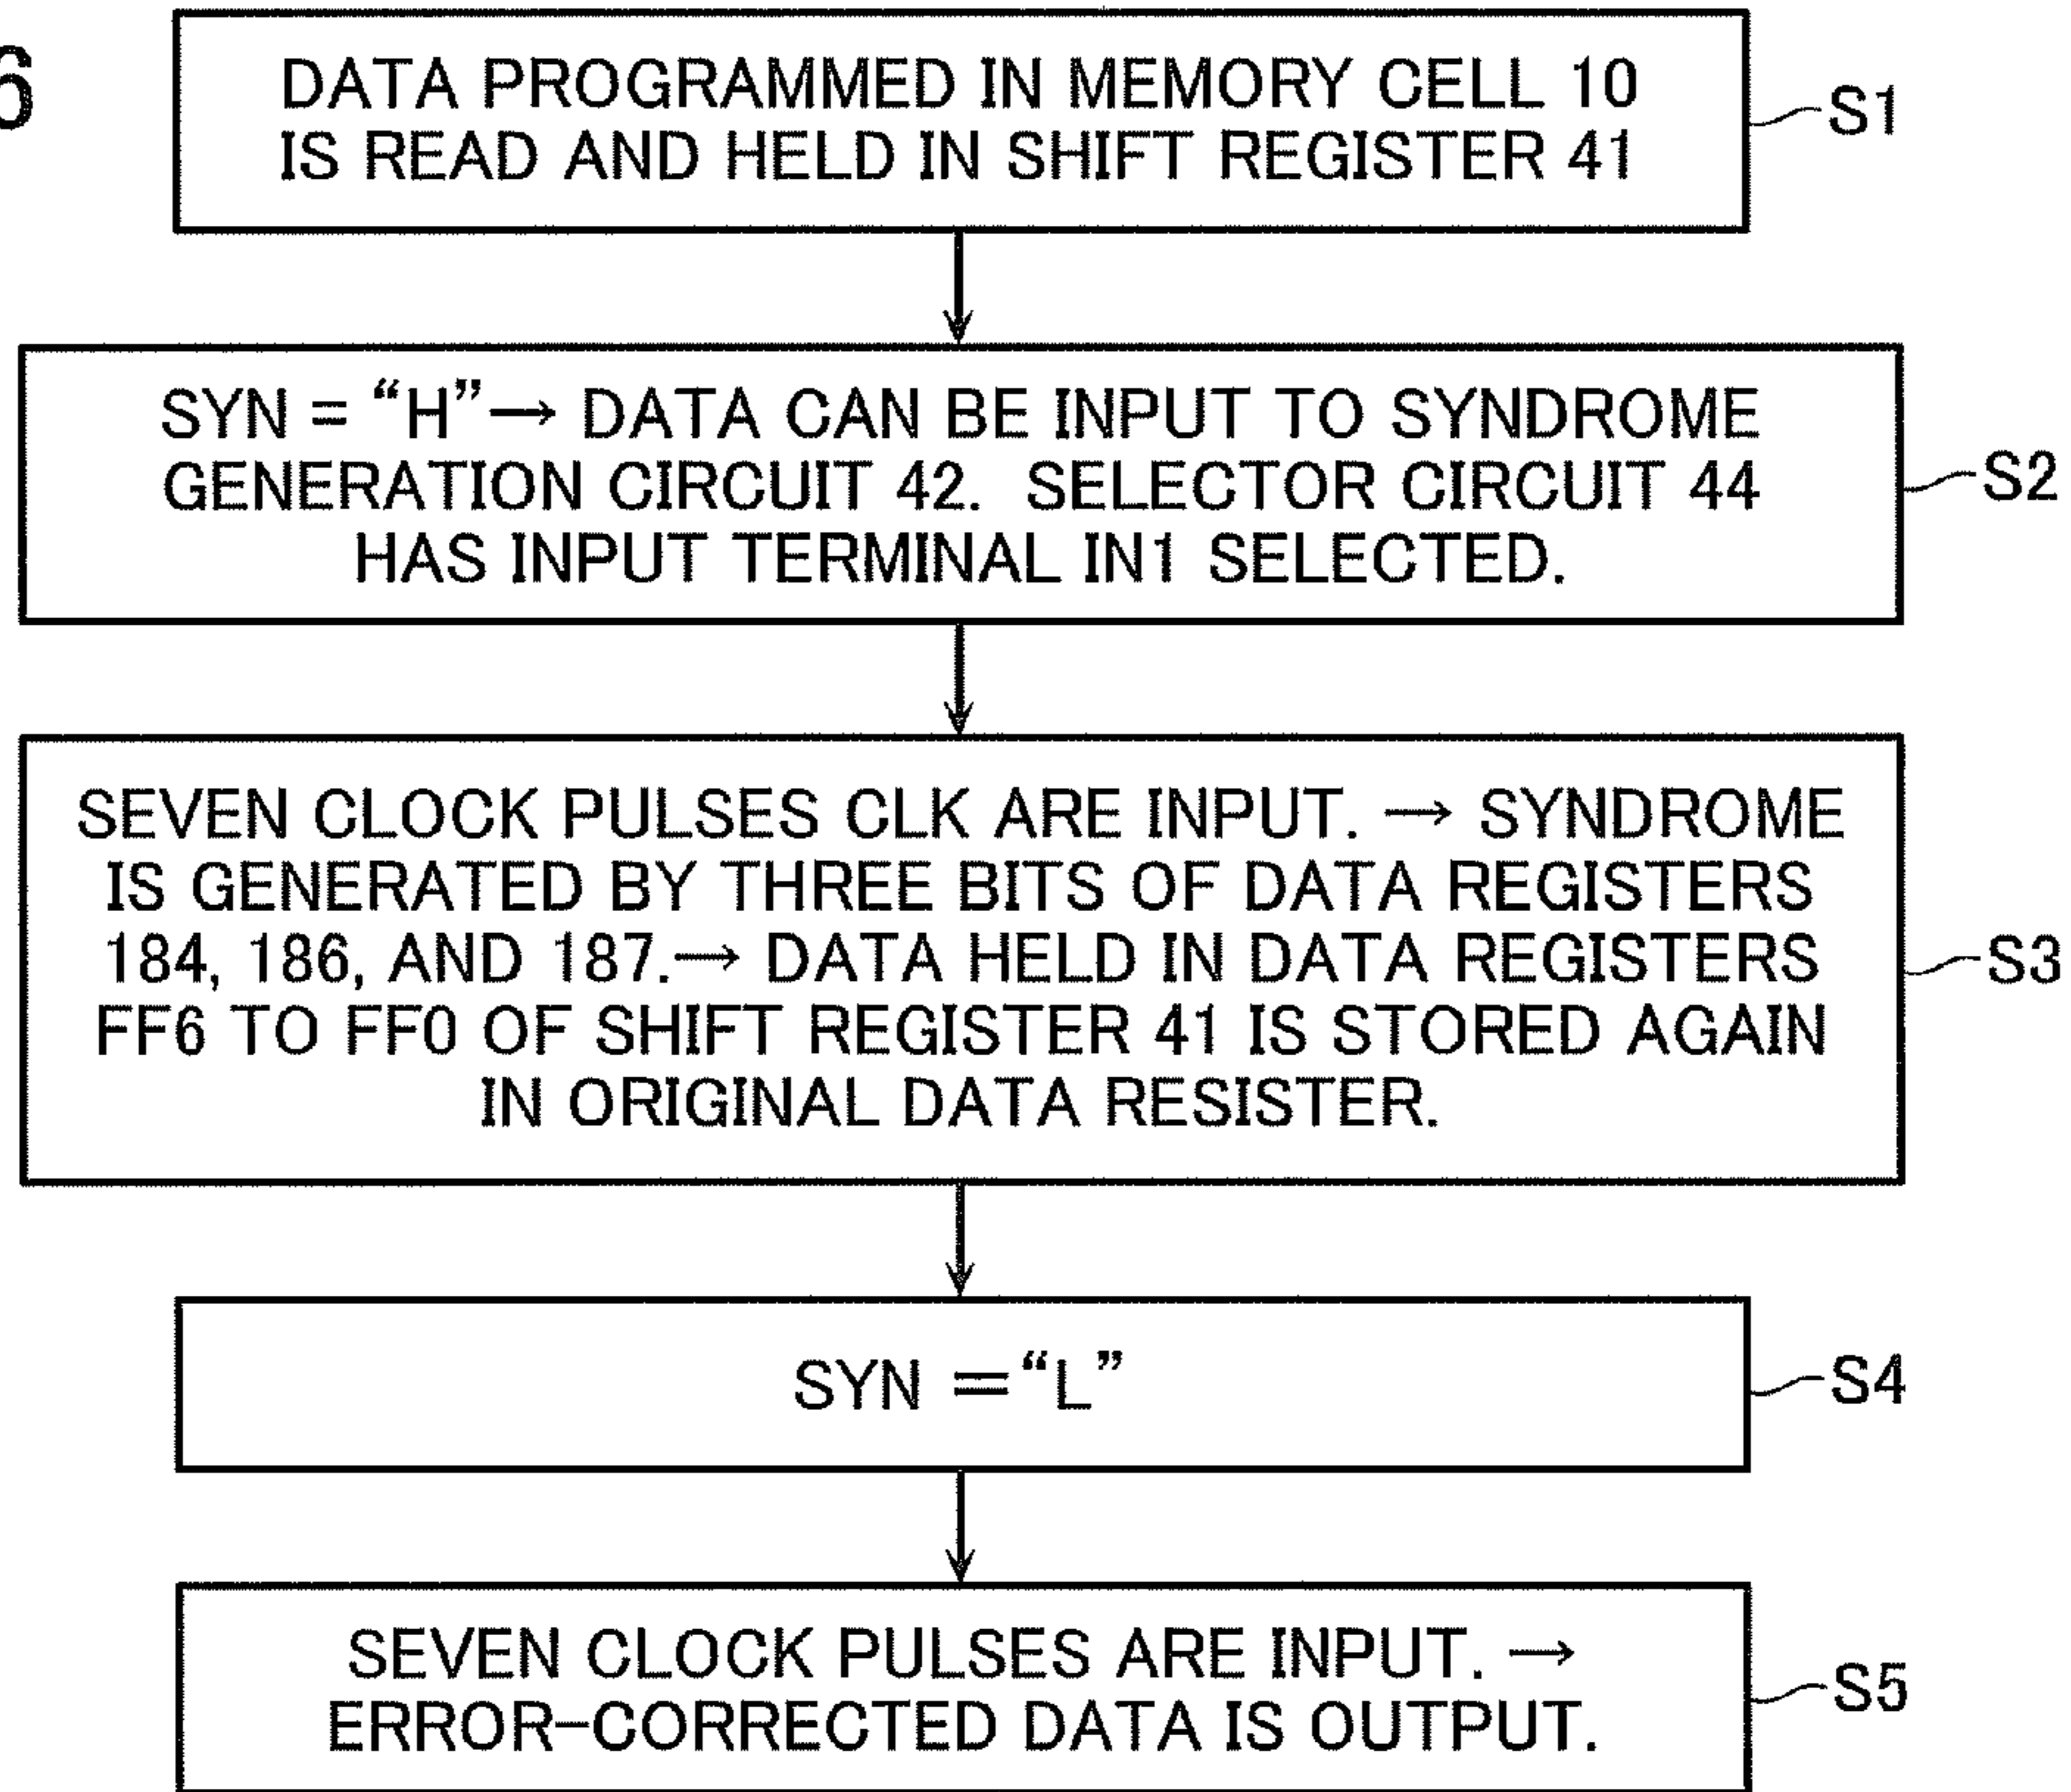 6
DATA PROGRAMMED IN MEMORY CELL 10
IS READ AND HELD IN SHIFT REGISTER 41
S1
SYN = “H”→ DATA CAN BE INPUT TO SYNDROME
GENERATION CIRCUIT 42. SELECTOR CIRCUIT 44
HAS INPUT TERMINAL IN1 SELECTED.
S2
SEVEN CLOCK PULSES CLK ARE INPUT. → SYNDROME
IS GENERATED BY THREE BITS OF DATA REGISTERS
184, 186, AND 187.→ DATA HELD IN DATA REGISTERS
FF6 TO FF0 OF SHIFT REGISTER 41 IS STORED AGAIN
IN ORIGINAL DATA RESISTER.
S3
SYN =“L”
S4
SEVEN CLOCK PULSES ARE INPUT. →
ERROR-CORRECTED DATA IS OUTPUT.
S5